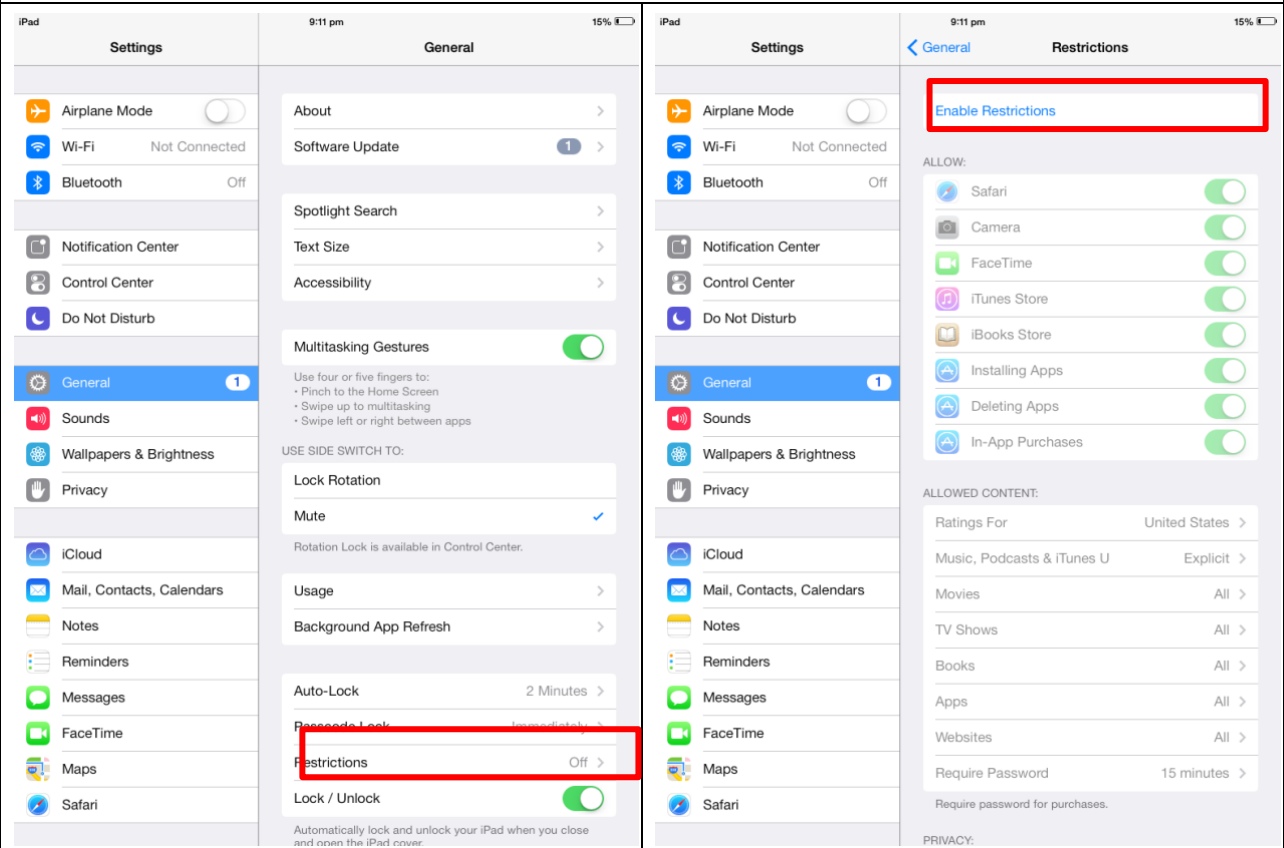 iPad 9:11 pm 15%
Settings General
Airplane Mode
Wi-Fi Not Connected
Bluetooth Off
Notification Center
Control Center
Do Not Disturb
General 1
Sounds
Wallpapers & Brightness
Privacy
iCloud
Mail, Contacts, Calendars
Notes
Reminders
Messages
FaceTime
Maps
Safari
About
Software Update 1
Spotlight Search
Text Size
Accessibility
Multitasking Gestures
Use four or five fingers to:
• Pinch to the Home Screen
• Swipe up to multitasking
• Swipe left or right between apps
USE SIDE SWITCH TO:
Lock Rotation
Mute
Rotation Lock is available in Control Center.
Usage
Background App Refresh
Auto-Lock 2 Minutes
Passcode Lock Immediately
Restrictions Off
Lock / Unlock
Automatically lock and unlock your iPad when you close
and open the iPad cover.
iPad 9:11 pm 15%
Settings General Restrictions
Airplane Mode
Wi-Fi Not Connected
Bluetooth Off
Notification Center
Control Center
Do Not Disturb
General 1
Sounds
Wallpapers & Brightness
Privacy
iCloud
Mail, Contacts, Calendars
Notes
Reminders
Messages
FaceTime
Maps
Safari
Enable Restrictions
ALLOW:
Safari
Camera
FaceTime
iTunes Store
iBooks Store
Installing Apps
Deleting Apps
In-App Purchases
ALLOWED CONTENT:
Ratings For United States
Music, Podcasts & iTunes U Explicit
Movies All
TV Shows All
Books All
Apps All
Websites All
Require Password 15 minutes
Require password for purchases.
PRIVACY: